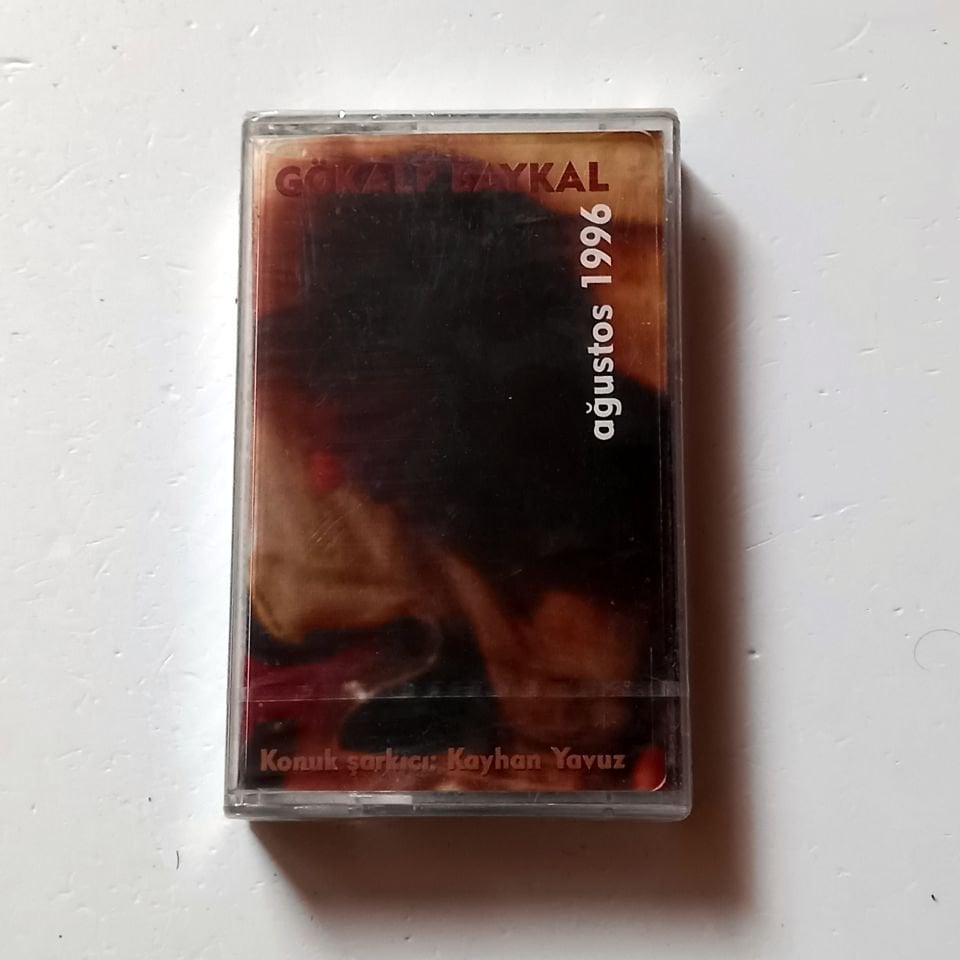 GÖKALP BAYKAL
ağustos 1996
Konuk şarkıcı: Kayhan Yavuz